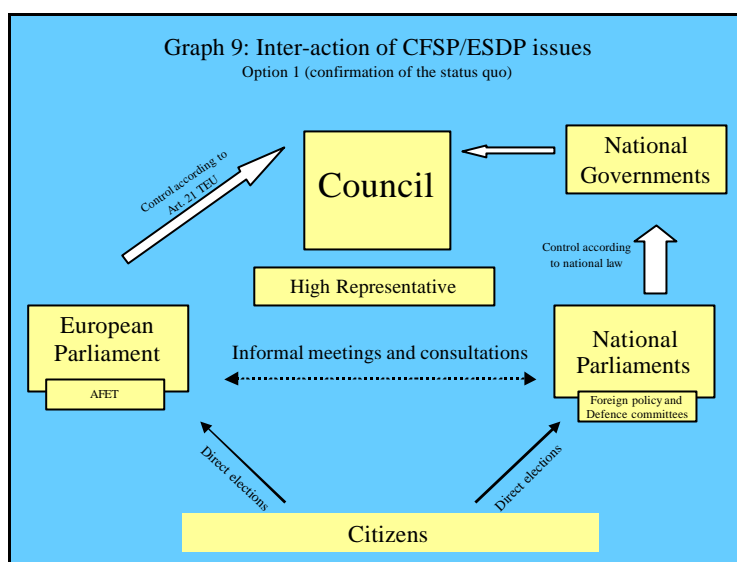 Graph 9: Inter-action of CFSP/ESDP issues
Option 1 (confirmation of the status quo)
Control according to
Art. 21 TEU
Council
National
Governments
Control according
to national law
High Representative
European
Parliament
AFET
Informal meetings and consultations
National
Parliaments
Foreign policy and
Defence committees
Direct elections
Direct elections
Citizens